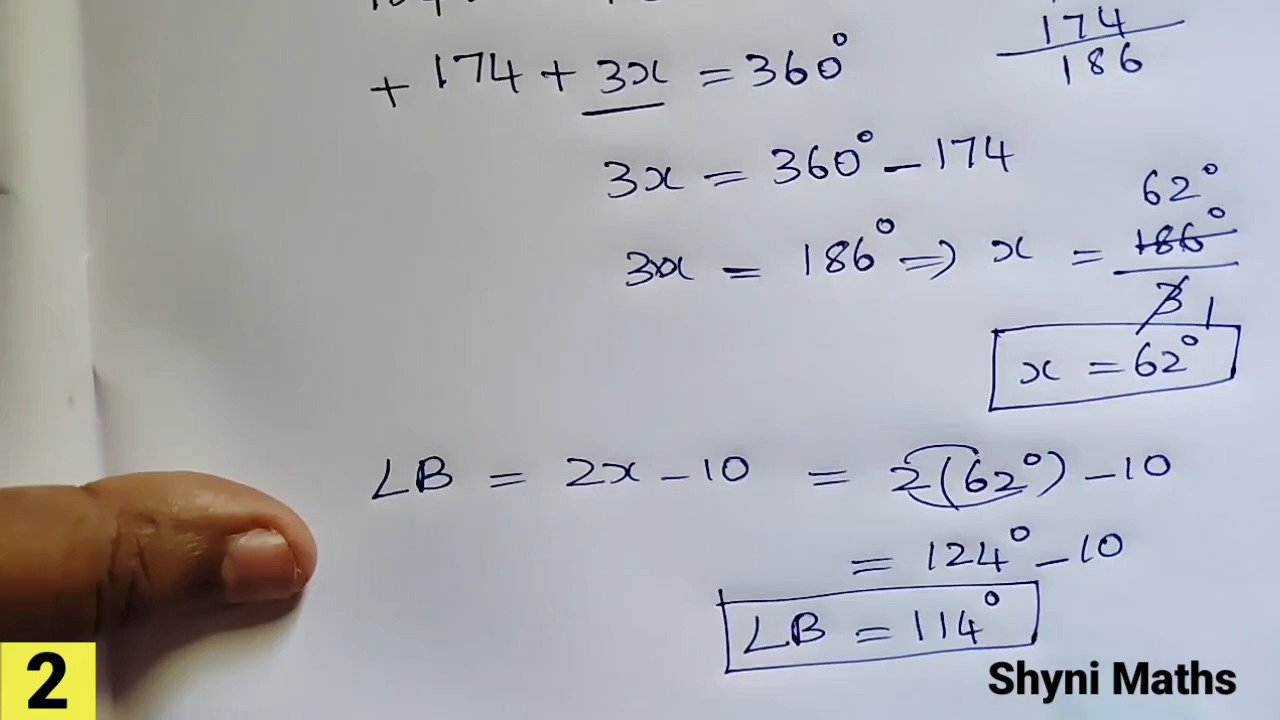 174
+ 174 + 3x = 360°
186
3x = 360° - 174
62°
3x = 186° ⇒ x = 186°
3 1
x = 62°
∠B = 2x - 10 = 2(62°) - 10
= 124° - 10
∠B = 114°
2
Shyni Maths